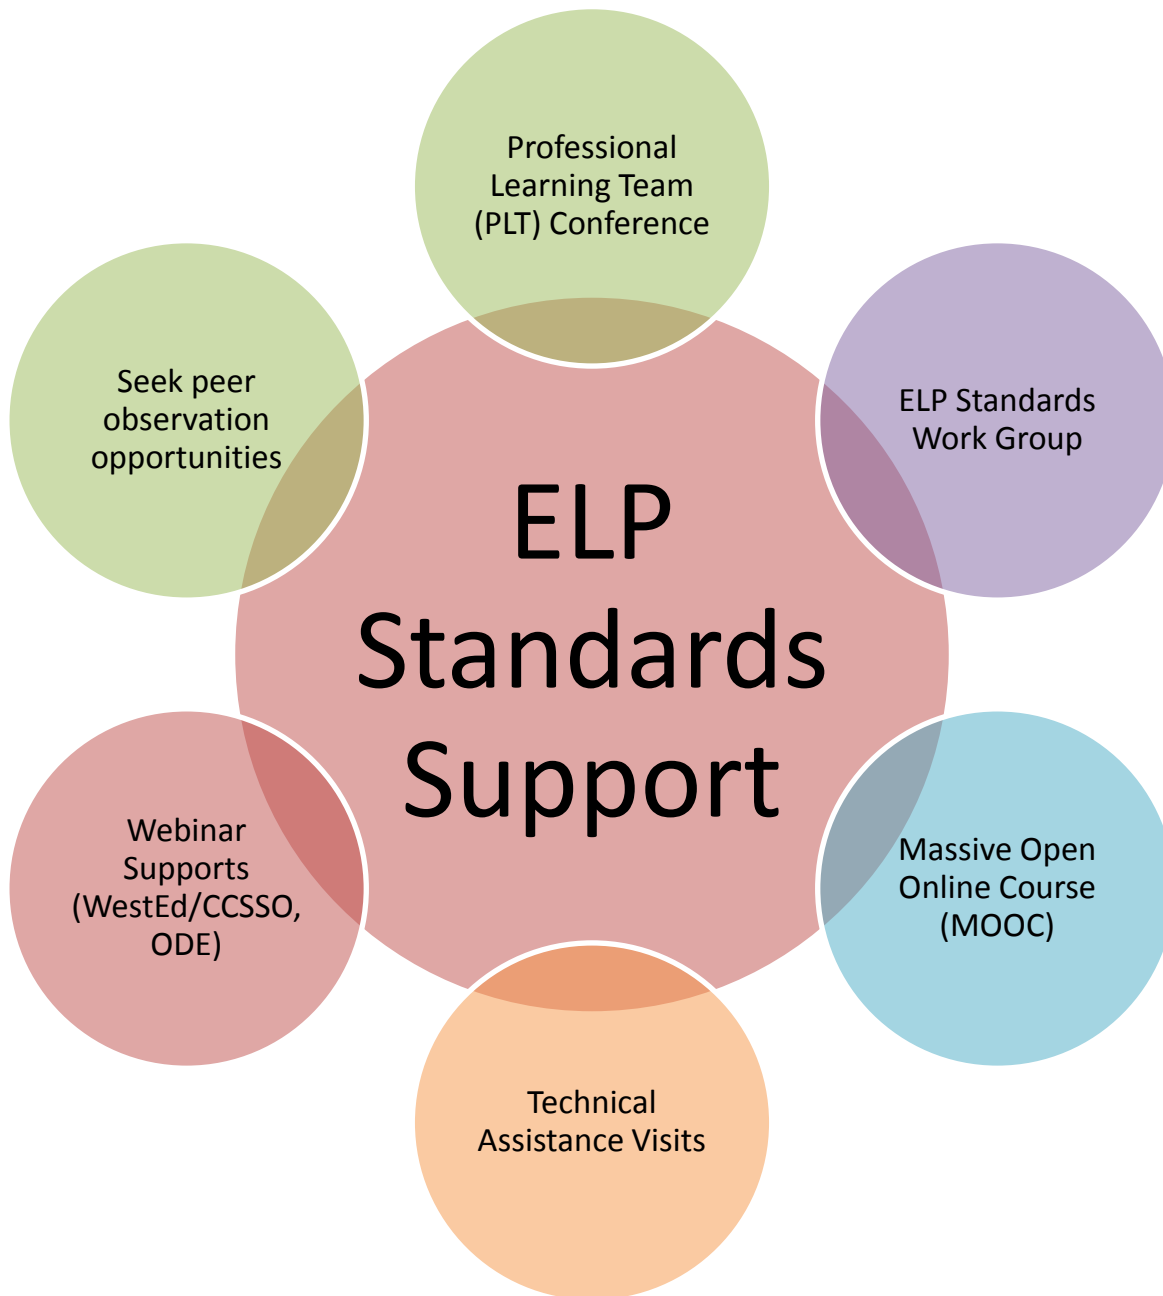 Professional
Learning Team
(PLT) Conference
ELP Standards
Work Group
Massive Open
Online Course
(MOOC)
Technical
Assistance Visits
Webinar
Supports
(WestEd/CCSSO,
ODE)
Seek peer
observation
opportunities
ELP
Standards
Support